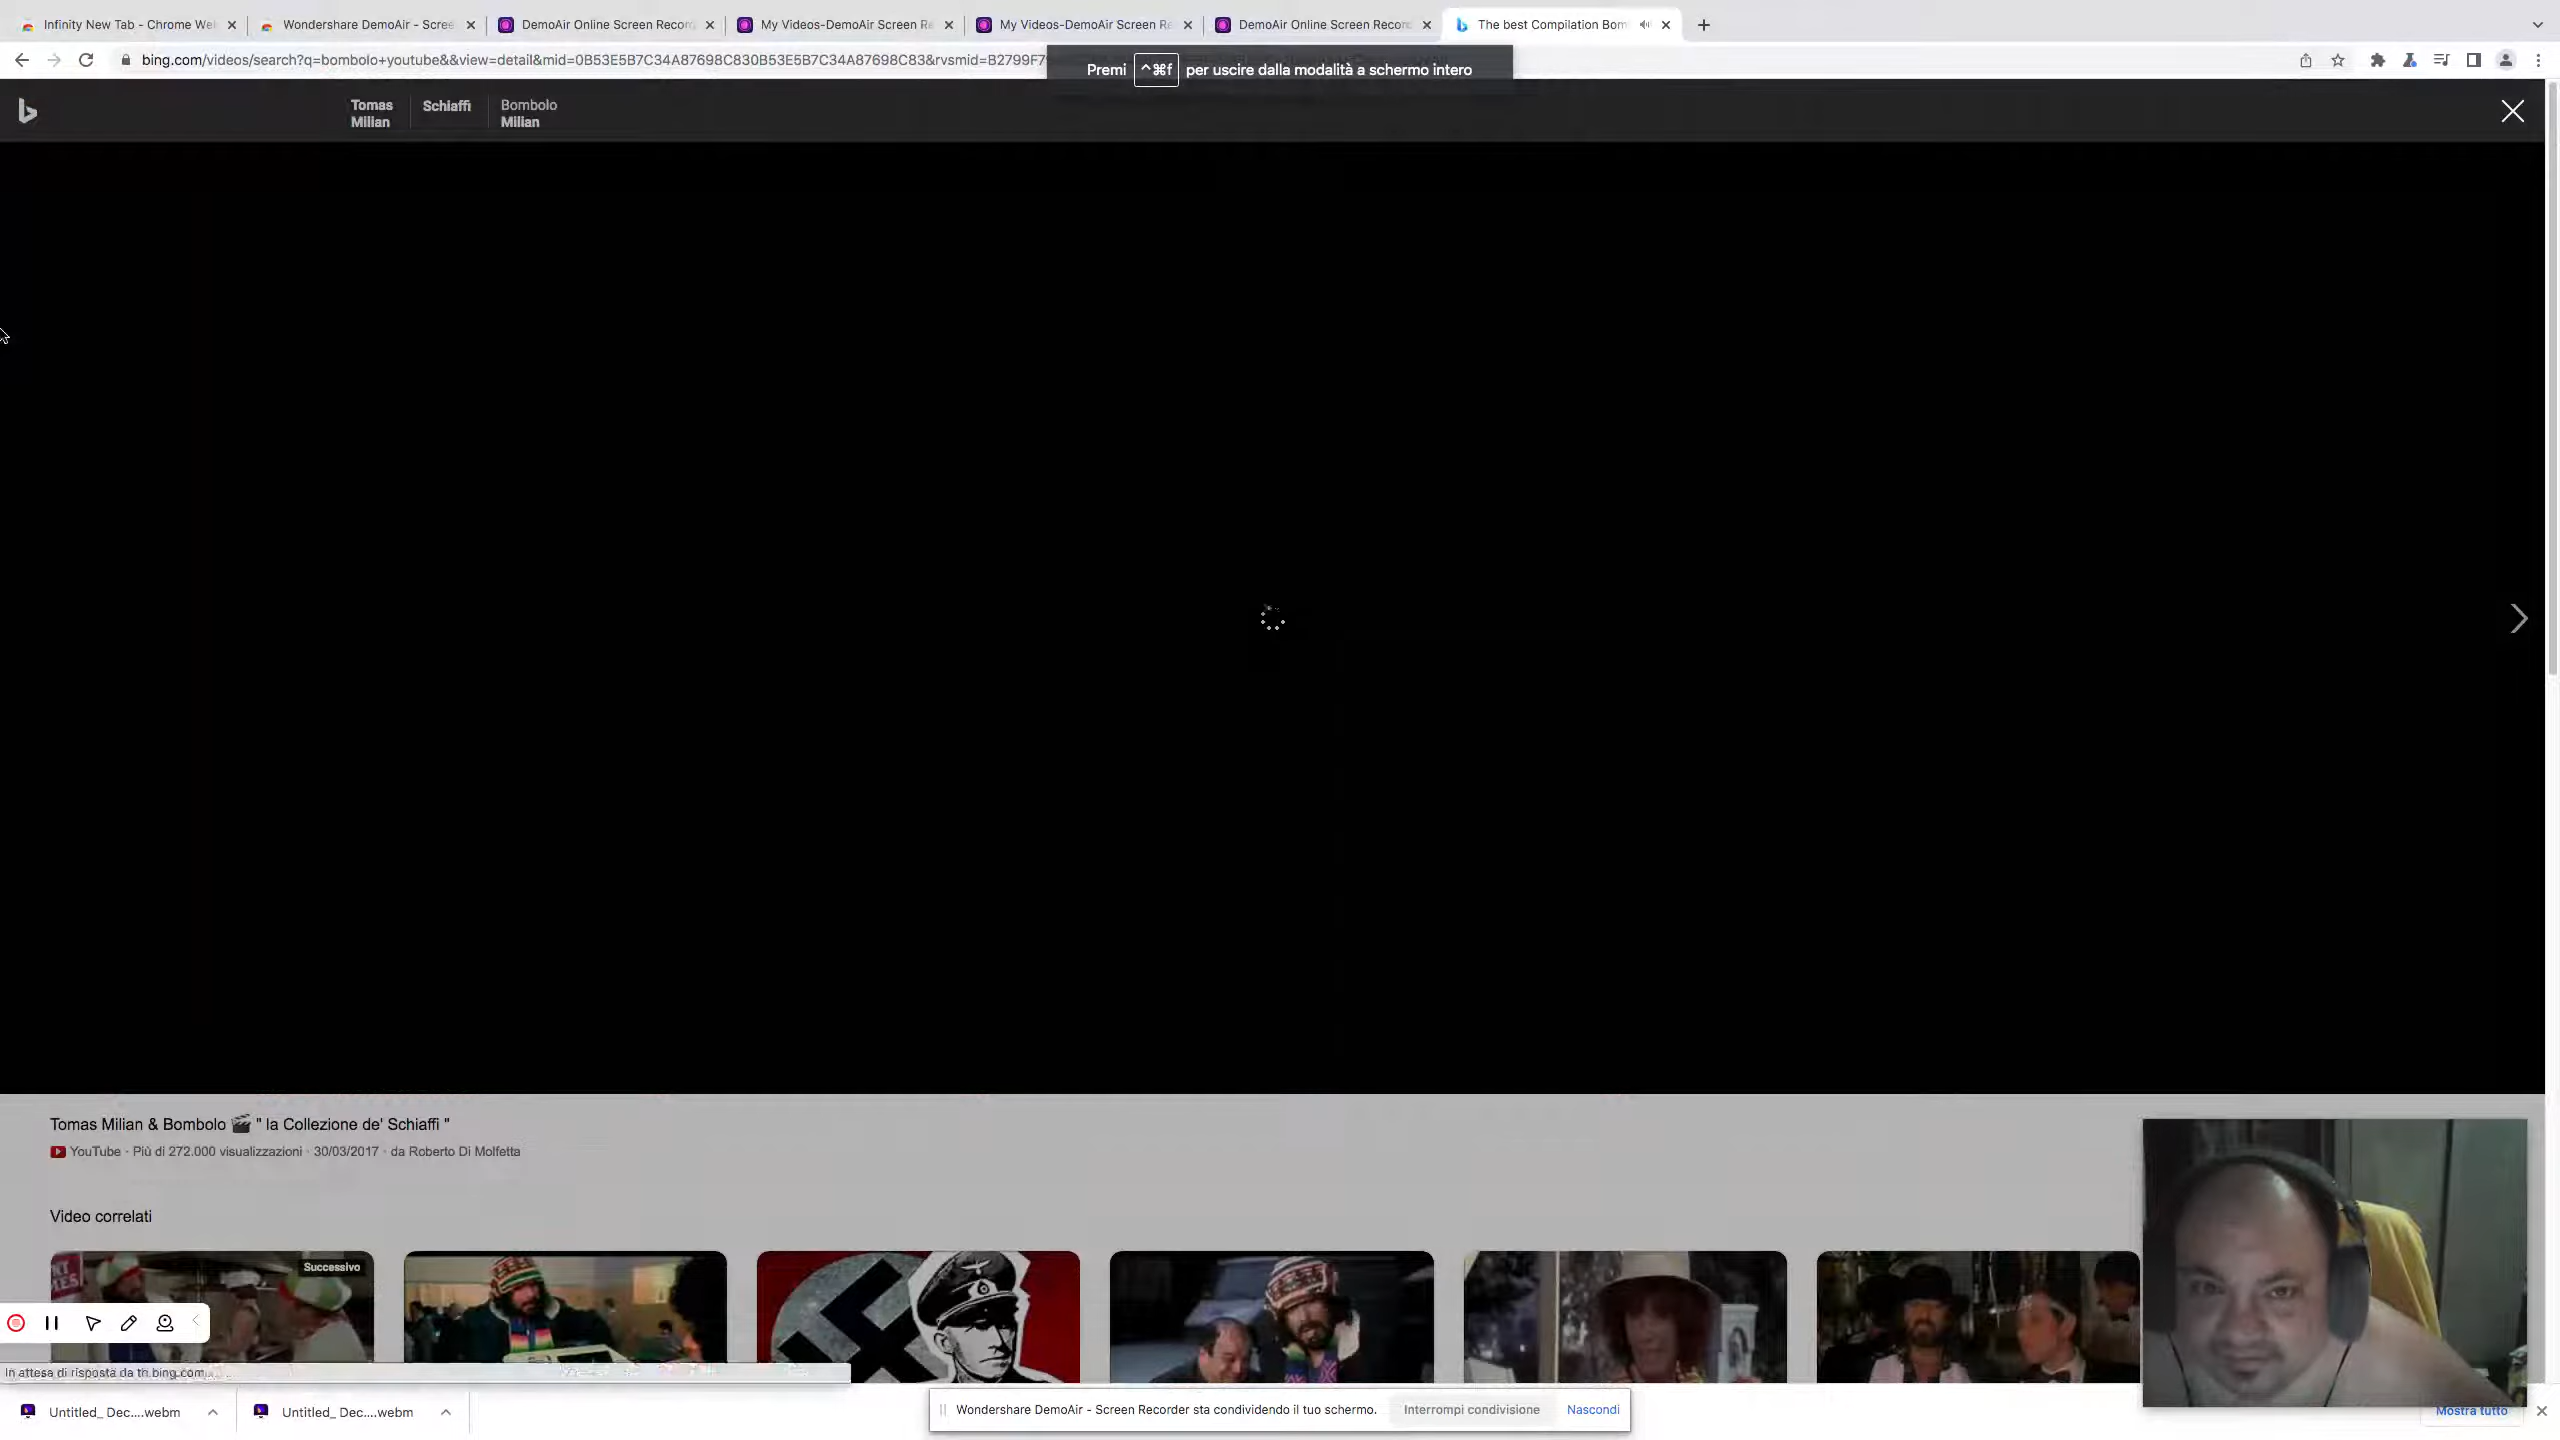 Infinity New Tab - Chrome We
Wondershare DemoAir - Scree
DemoAir Online Screen Record
My Videos-DemoAir Screen Re
My Videos-DemoAir Screen Re
DemoAir Online Screen Record
The best Compilation Bom
bing.com/videos/search?q=bombolo+youtube&&view=detail&mid=0B53E5B7C34A87698C830B53E5B7C34A87698C83&rvsmid=B2799F7
Premi ^⌘f per uscire dalla modalità a schermo intero
Tomas
Milian
Schiaffi
Bombolo
Milian
Tomas Milian & Bombolo 🎬 " la Collezione de' Schiaffi "
YouTube · Più di 272.000 visualizzazioni · 30/03/2017 · da Roberto Di Molfetta
Video correlati
Successivo
In attesa di risposta da th.bing.com...
Untitled_ Dec....webm
Untitled_ Dec....webm
Wondershare DemoAir - Screen Recorder sta condividendo il tuo schermo.
Interrompi condivisione
Nascondi
Mostra tutto